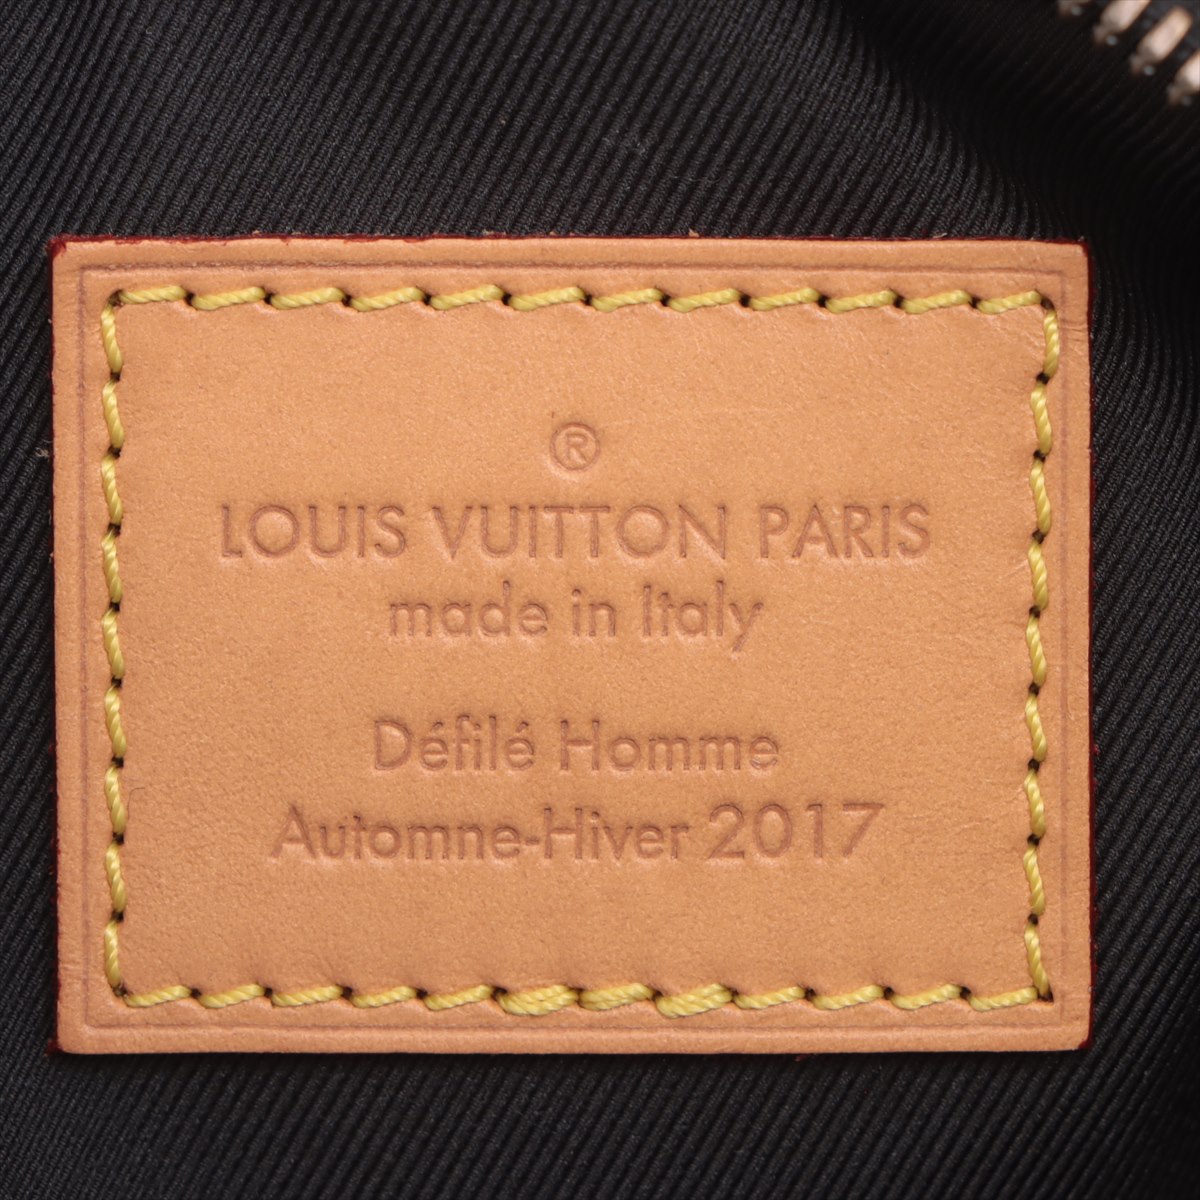 ®
LOUIS VUITTON PARIS
made in Italy
Défilé Homme
Automne-Hiver 2017